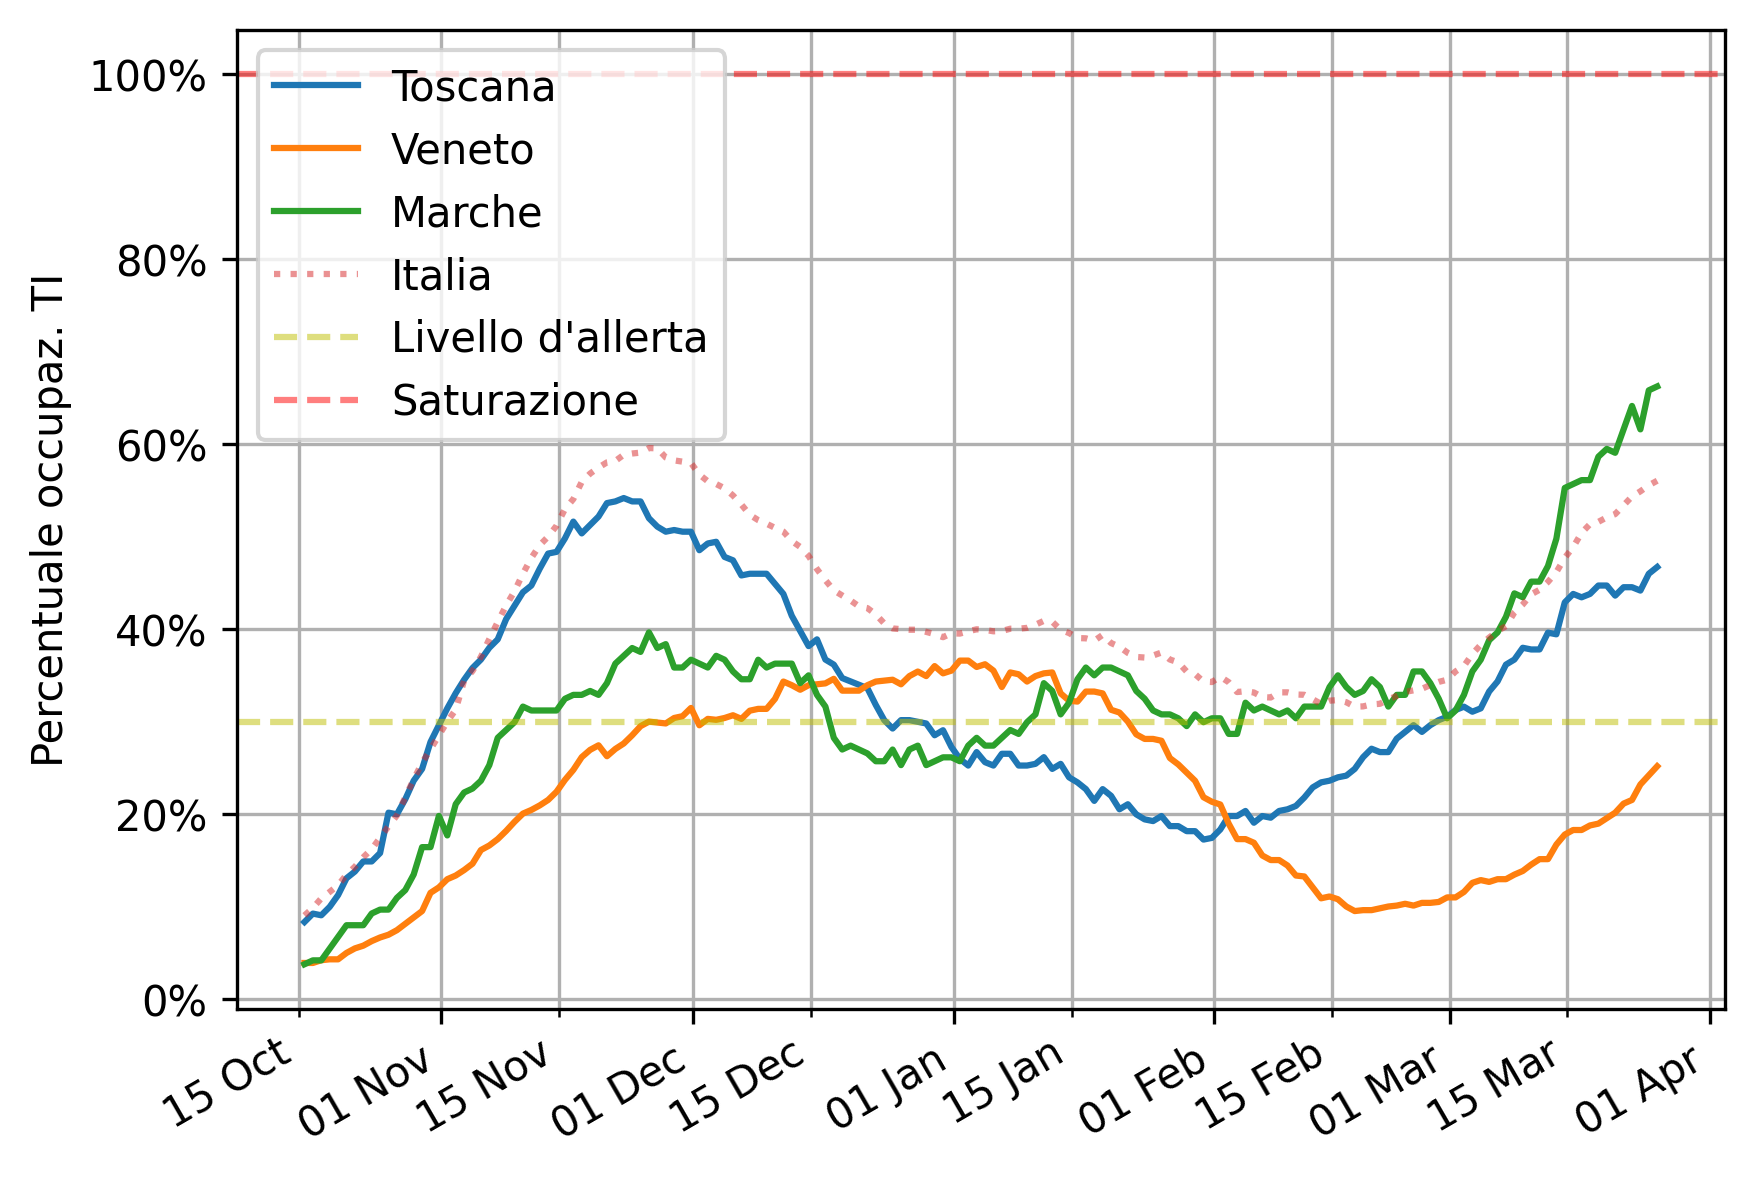 Toscana
Veneto
Marche
Italia
Livello d'allerta
Saturazione
Percentuale occupaz. TI
100%
80%
60%
40%
20%
0%
15 Oct
01 Nov
15 Nov
01 Dec
15 Dec
01 Jan
15 Jan
01 Feb
15 Feb
01 Mar
15 Mar
01 Apr